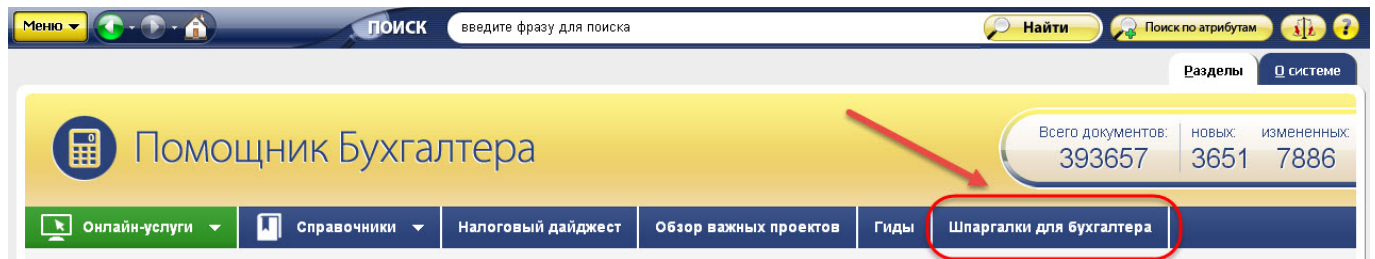 Меню ПОИСК введите фразу для поиска Найти Поиск по атрибутам ?
Разделы О системе
Помощник Бухгалтера
Всего документов: новых: измененных:
393657 3651 7886
Онлайн-услуги Справочники Налоговый дайджест Обзор важных проектов Гиды Шпаргалки для бухгалтера